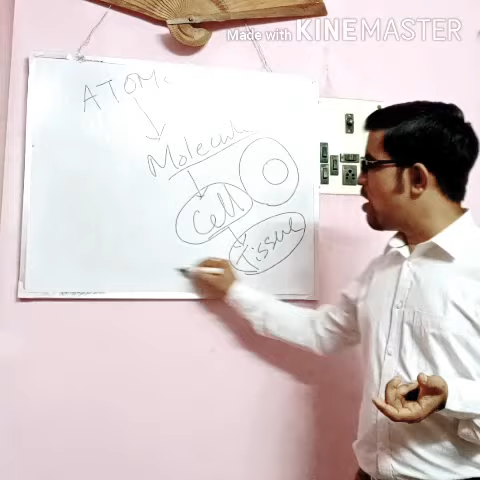 Made with KINEMASTER
ATOM
Molecule
Cell
Tissue